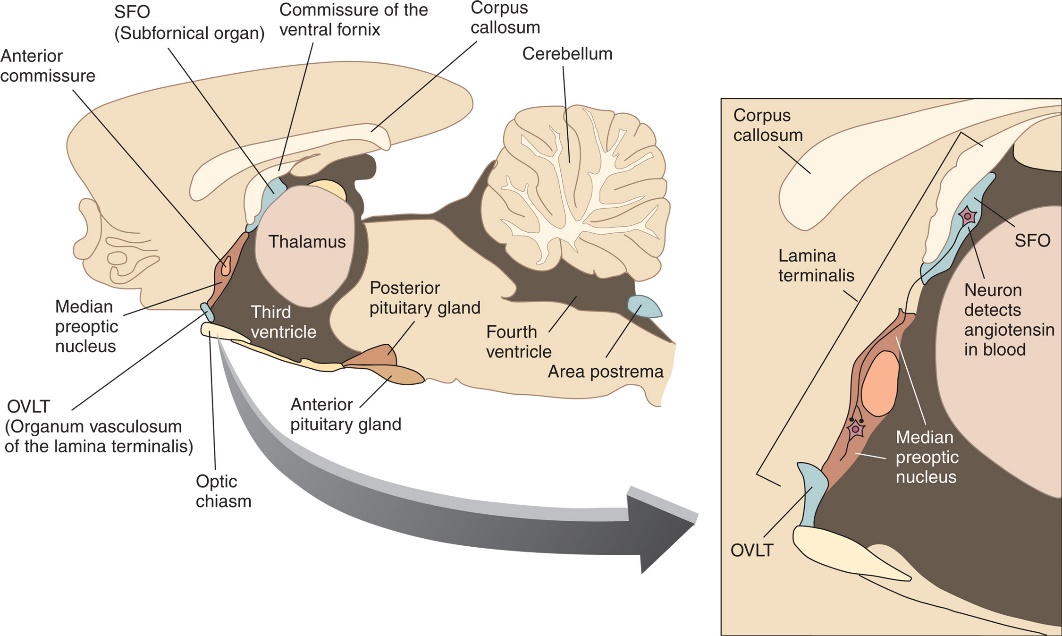 SFO
(Subfornical organ)
Commissure of the
ventral fornix
Corpus
callosum
Cerebellum
Anterior
commissure
Thalamus
Median
preoptic
nucleus
Third
ventricle
Posterior
pituitary gland
Fourth
ventricle
Area postrema
OVLT
(Organum vasculosum
of the lamina terminalis)
Anterior
pituitary gland
Optic
chiasm
Corpus
callosum
Lamina
terminalis
SFO
Neuron
detects
angiotensin
in blood
Median
preoptic
nucleus
OVLT